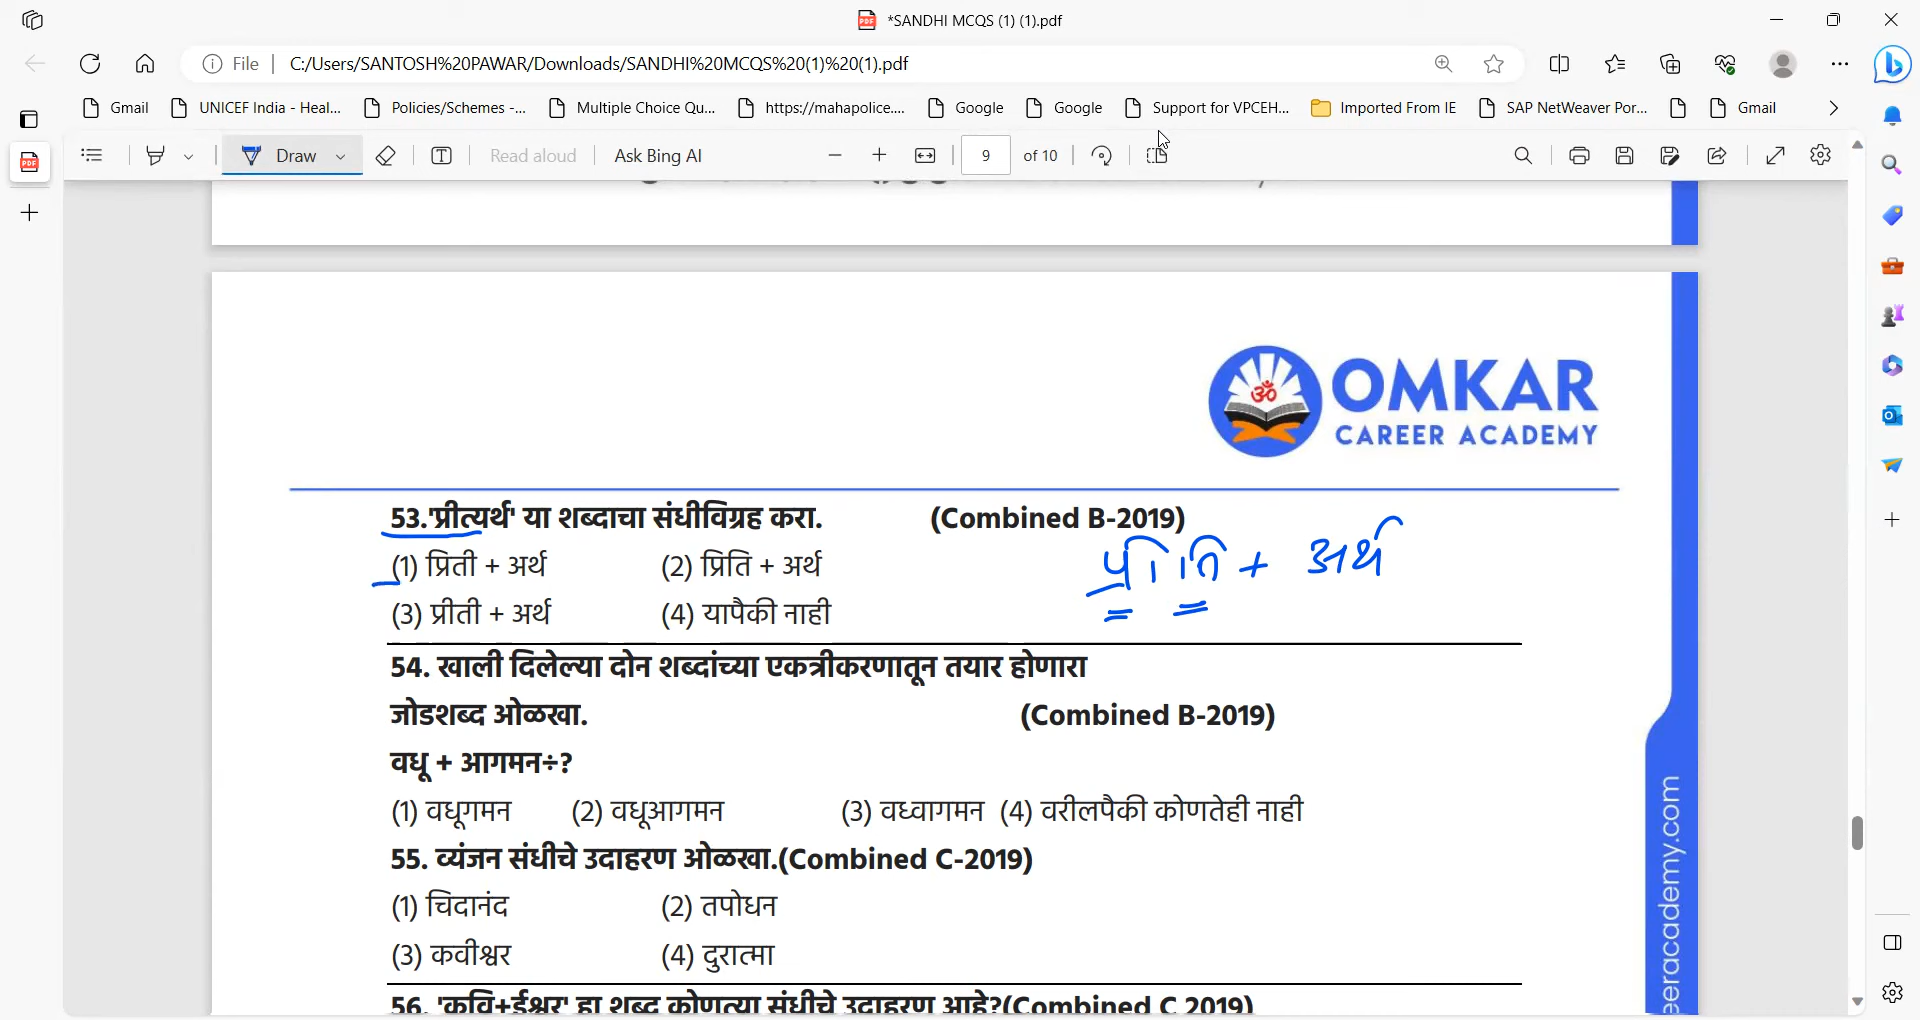 *SANDHI MCQS (1) (1).pdf
File
C:/Users/SANTOSH%20PAWAR/Downloads/SANDHI%20MCQS%20(1)%20(1).pdf
Gmail
UNICEF India - Heal...
Policies/Schemes -...
Multiple Choice Qu...
https://mahapolice....
Google
Google
Support for VPCEH...
Imported From IE
SAP NetWeaver Por...
Gmail
Draw
Read aloud
Ask Bing AI
9 of 10
OMKAR
CAREER ACADEMY
53.'प्रीत्यर्थ' या शब्दाचा संधीविग्रह करा. (Combined B-2019)
(1) प्रिती + अर्थ (2) प्रिति + अर्थ
प्रीति + अर्थ
(3) प्रीती + अर्थ (4) यापैकी नाही
54. खाली दिलेल्या दोन शब्दांच्या एकत्रीकरणातून तयार होणारा
जोडशब्द ओळखा. (Combined B-2019)
वधू + आगमन÷?
(1) वधूगमन (2) वधूआगमन (3) वध्वागमन (4) वरीलपैकी कोणतेही नाही
55. व्यंजन संधीचे उदाहरण ओळखा.(Combined C-2019)
(1) चिदानंद (2) तपोधन
(3) कवीश्वर (4) दुरात्मा
56. 'कवि+ईश्वर' हा शब्द कोणत्या संधीचे उदाहरण आहे?(Combined C 2019)
eeracademy.com